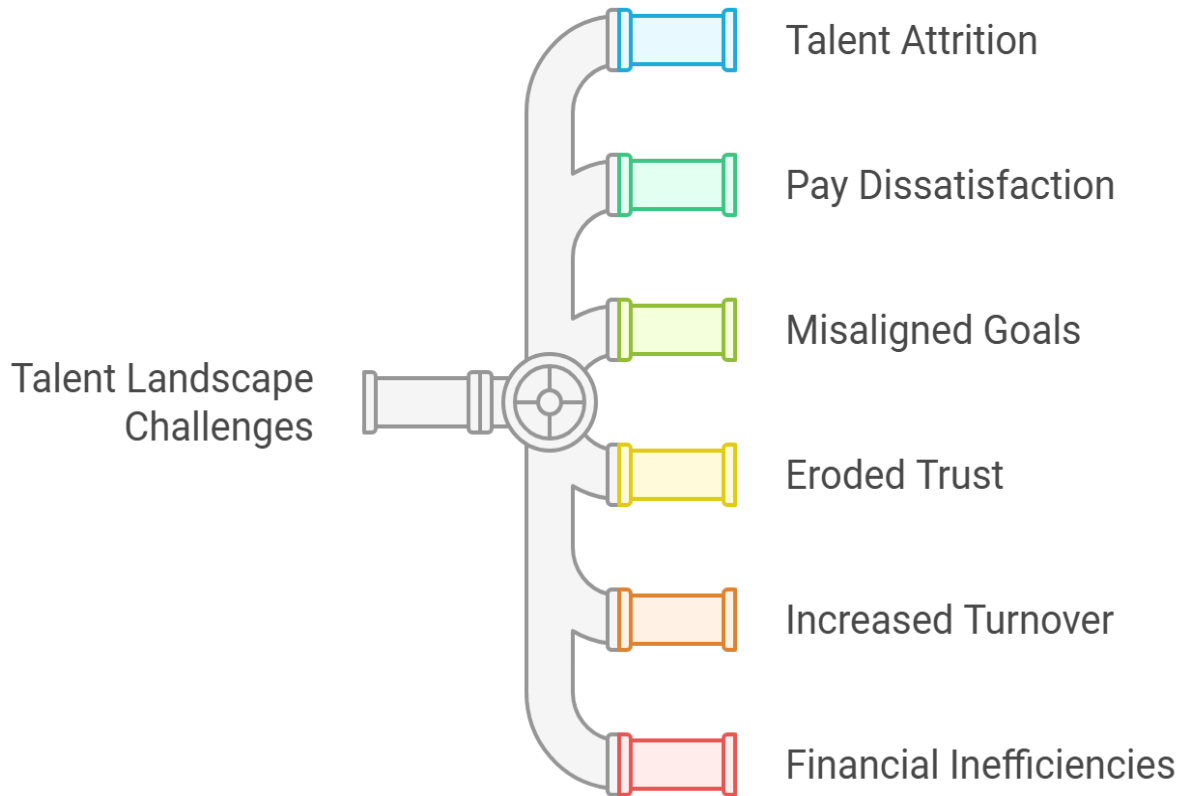 Talent Attrition
Pay Dissatisfaction
Misaligned Goals
Talent Landscape
Challenges
Eroded Trust
Increased Turnover
Financial Inefficiencies